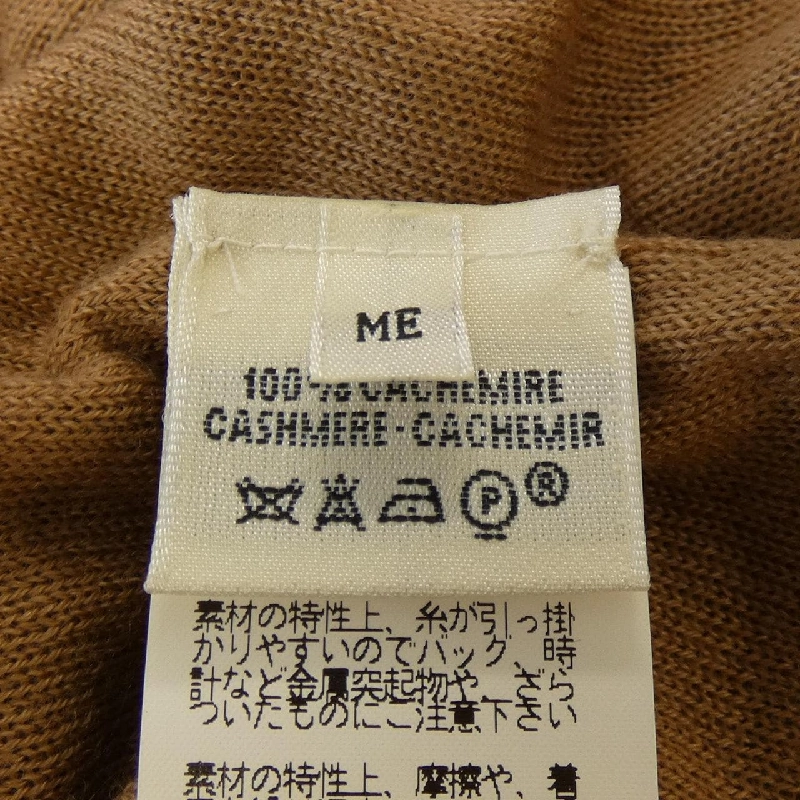 ME
100% CACHEMIRE
CASHMERE-CACHEMIR
P
®
素材の特性上、糸が引っ掛
かりやすいのでバッグ、時
計など金属突起物や、ざら
ついたものにご注意下さい
素材の特性上、摩擦や、着